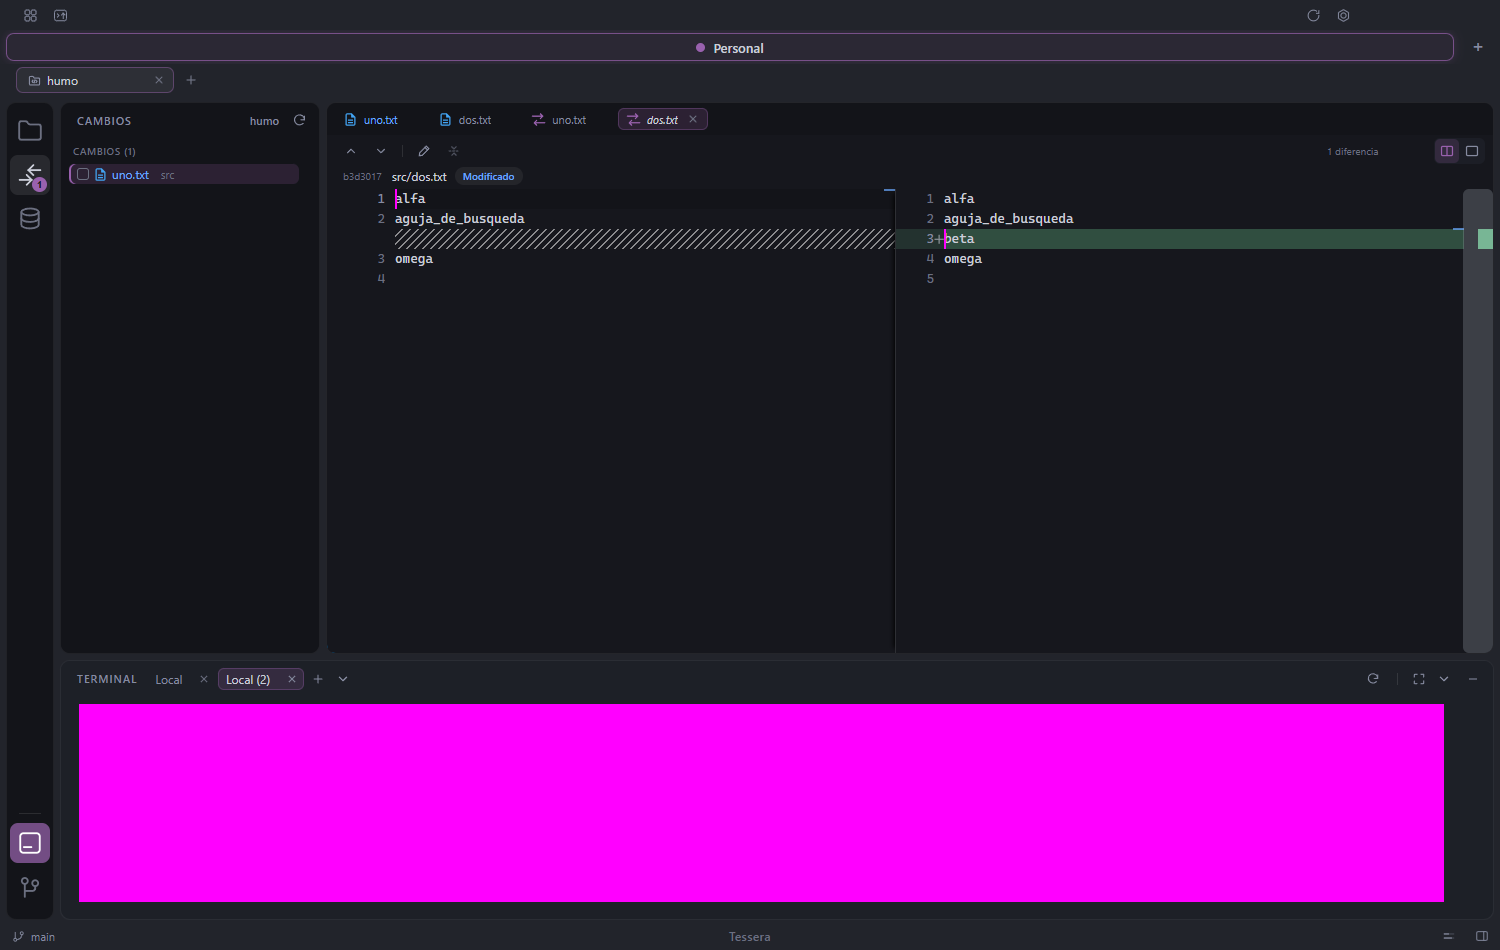 Personal
humo
CAMBIOS humo
CAMBIOS (1)
uno.txt src
1
uno.txt dos.txt uno.txt dos.txt
1 diferencia
b3d3017 src/dos.txt Modificado
1 alfa
2 aguja_de_busqueda
3 omega
4
1 alfa
2 aguja_de_busqueda
3+beta
4 omega
5
TERMINAL Local Local (2)
main
Tessera